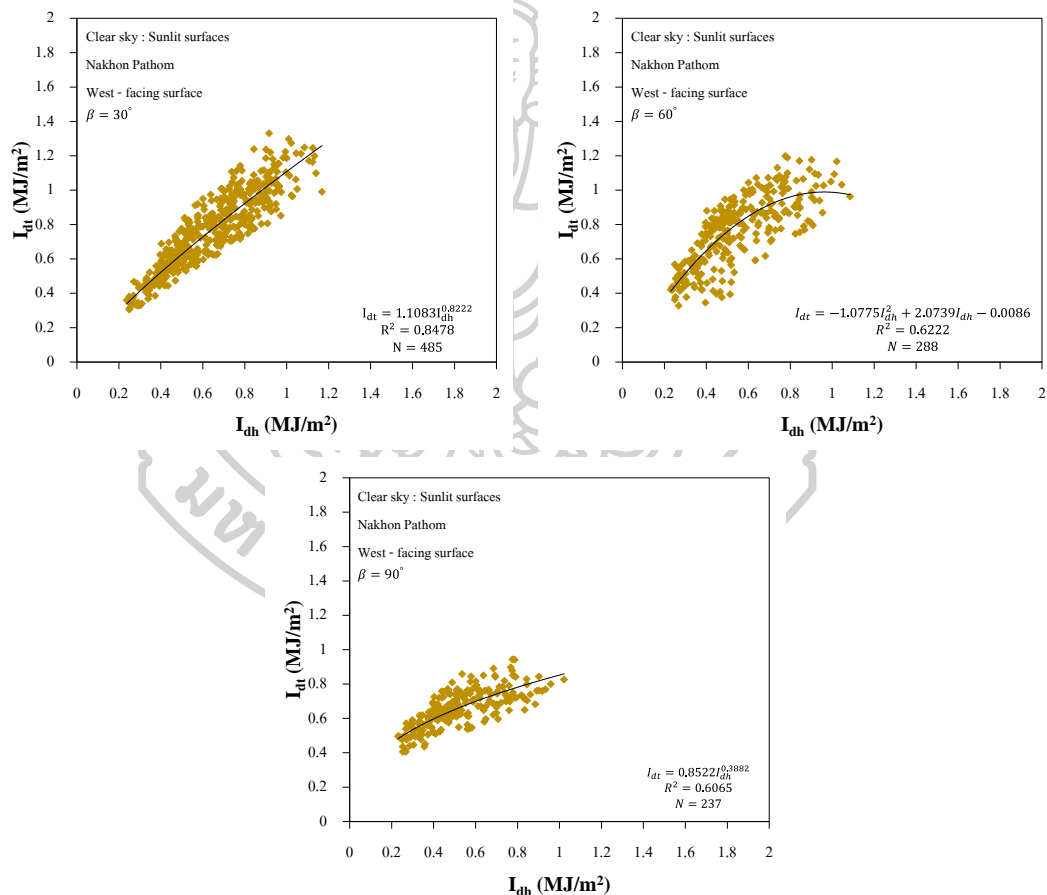 2
1.8
1.6
1.4
1.2
1
0.8
0.6
0.4
0.2
0
I_dt (MJ/m²)
Clear sky : Sunlit surfaces
Nakhon Pathom
West - facing surface
β = 30°
I_dt = 1.1083I_dh^0.8222
R² = 0.8478
N = 485
0 0.2 0.4 0.6 0.8 1 1.2 1.4 1.6 1.8 2
I_dh (MJ/m²)
2
1.8
1.6
1.4
1.2
1
0.8
0.6
0.4
0.2
0
I_dt (MJ/m²)
Clear sky : Sunlit surfaces
Nakhon Pathom
West - facing surface
β = 60°
I_dt = −1.0775I_dh^2 + 2.0739I_dh − 0.0086
R² = 0.6222
N = 288
0 0.2 0.4 0.6 0.8 1 1.2 1.4 1.6 1.8 2
I_dh (MJ/m²)
2
1.8
1.6
1.4
1.2
1
0.8
0.6
0.4
0.2
0
I_dt (MJ/m²)
Clear sky : Sunlit surfaces
Nakhon Pathom
West - facing surface
β = 90°
I_dt = 0.8522I_dh^0.3882
R² = 0.6065
N = 237
0 0.2 0.4 0.6 0.8 1 1.2 1.4 1.6 1.8 2
I_dh (MJ/m²)